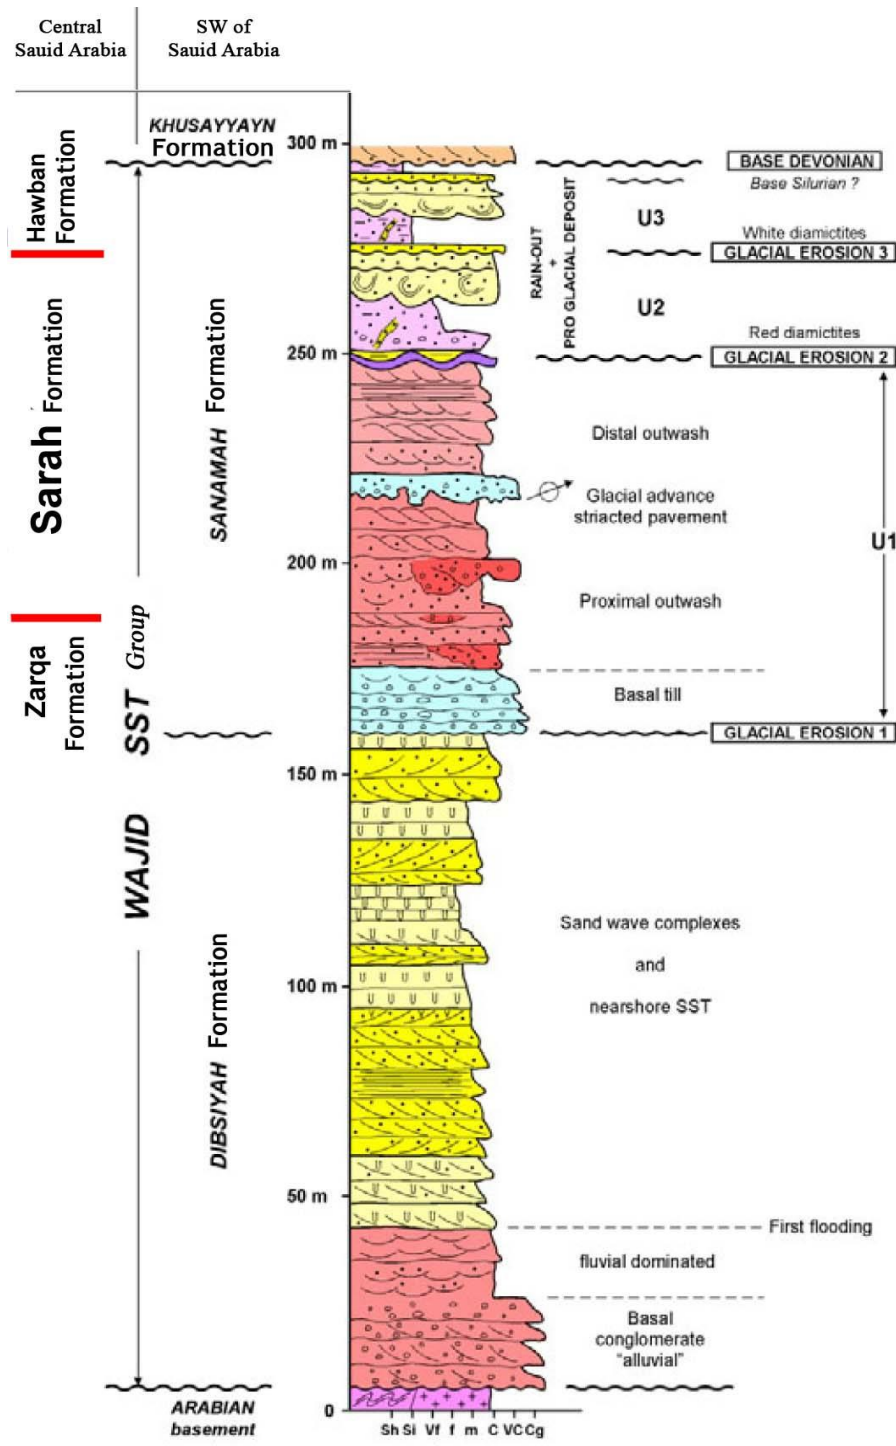 Central
Sauid Arabia
SW of
Sauid Arabia
KHUSAYYAYN
Formation
300 m
BASE DEVONIAN
Base Silurian ?
Hawban
Formation
RAIN-OUT
+
PRO GLACIAL DEPOSIT
U3
White diamictites
GLACIAL EROSION 3
U2
Red diamictites
250 m
GLACIAL EROSION 2
Sarah Formation
SANAMAH Formation
Distal outwash
Glacial advance
striacted pavement
U1
200 m
Proximal outwash
Zarqa
Formation
WAJID SST Group
Basal till
GLACIAL EROSION 1
150 m
Sand wave complexes
and
nearshore SST
100 m
DIBSIYAH Formation
50 m
First flooding
fluvial dominated
Basal
conglomerate
"alluvial"
ARABIAN
basement
0
Sh Si Vf f m C VC Cg